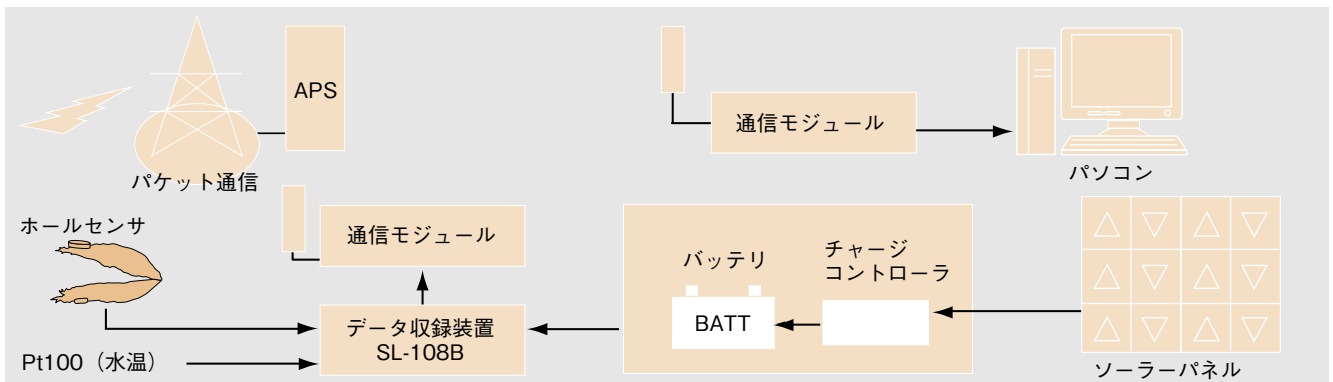 APS
パケット通信
通信モジュール
パソコン
ホールセンサ
通信モジュール
データ収録装置
SL-108B
Pt100（水温）
バッテリ
BATT
チャージ
コントローラ
ソーラーパネル